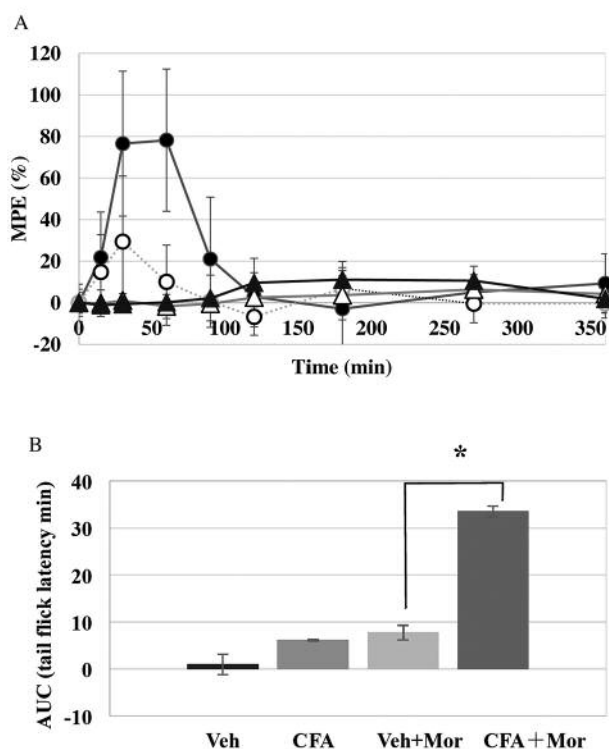 A
120
100
80
60
40
20
0
-20
MPE (%)
0 50 100 150 200 250 300 350
Time (min)
B
*
40
30
20
10
0
-10
AUC (tail flick latency min)
Veh CFA Veh+Mor CFA+Mor